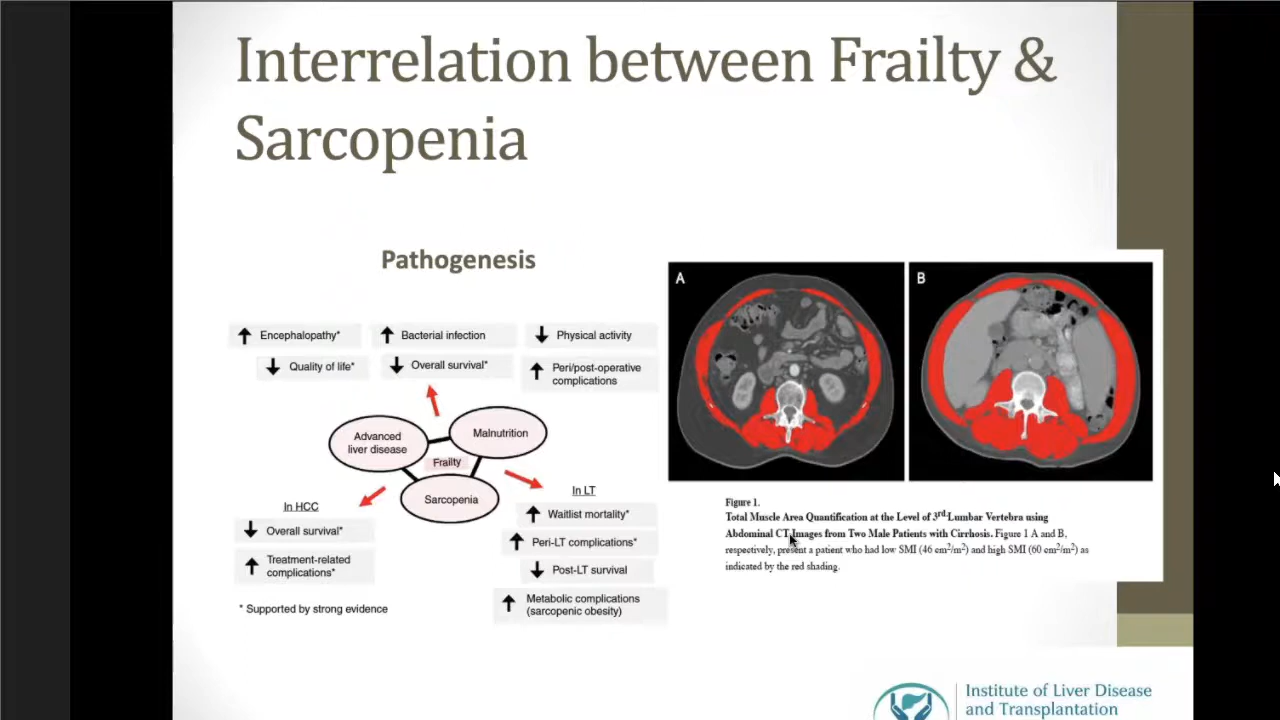 Interrelation between Frailty &
Sarcopenia
Pathogenesis
Encephalopathy*
Bacterial infection
Physical activity
Quality of life*
Overall survival*
Peri/post-operative
complications
Advanced
liver disease
Malnutrition
Frailty
Sarcopenia
In HCC
Overall survival*
Treatment-related
complications*
In LT
Waitlist mortality*
Peri-LT complications*
Post-LT survival
Metabolic complications
(sarcopenic obesity)
* Supported by strong evidence
A
B
Figure 1.
Total Muscle Area Quantification at the Level of 3rd Lumbar Vertebra using
Abdominal CT Images from Two Male Patients with Cirrhosis. Figure 1 A and B,
respectively, present a patient who had low SMI (46 cm2/m2) and high SMI (60 cm2/m2) as
indicated by the red shading.
Institute of Liver Disease
and Transplantation